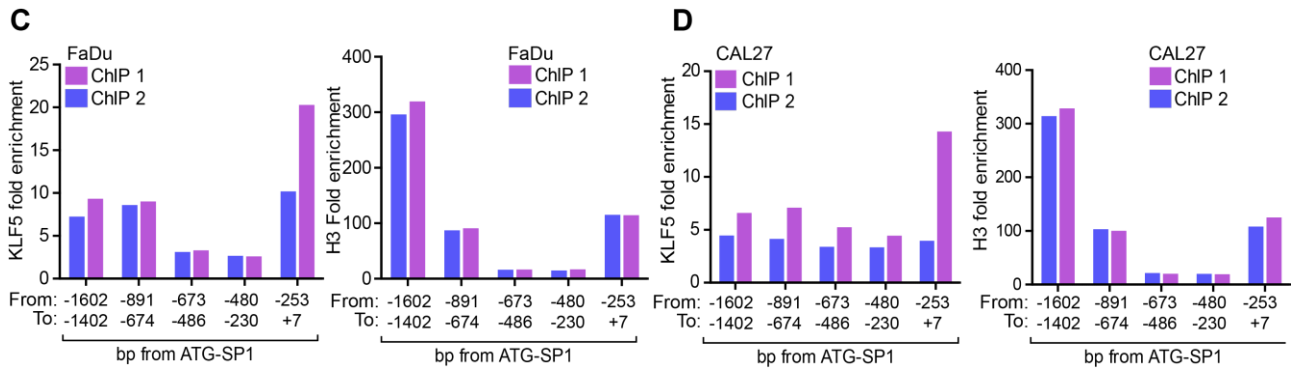 C
FaDu
ChIP 1
ChIP 2
KLF5 fold enrichment
25
20
15
10
5
0
From: -1602 -891 -673 -480 -253
To: -1402 -674 -486 -230 +7
bp from ATG-SP1
FaDu
ChIP 1
ChIP 2
H3 Fold enrichment
400
300
200
100
0
-1602 -891 -673 -480 -253
-1402 -674 -486 -230 +7
bp from ATG-SP1
D
CAL27
ChIP 1
ChIP 2
KLF5 fold enrichment
20
15
10
5
0
From: -1602 -891 -673 -480 -253
To: -1402 -674 -486 -230 +7
bp from ATG-SP1
CAL27
ChIP 1
ChIP 2
H3 fold enrichment
400
300
200
100
0
From: -1602 -891 -673 -480 -253
To: -1402 -674 -486 -230 +7
bp from ATG-SP1